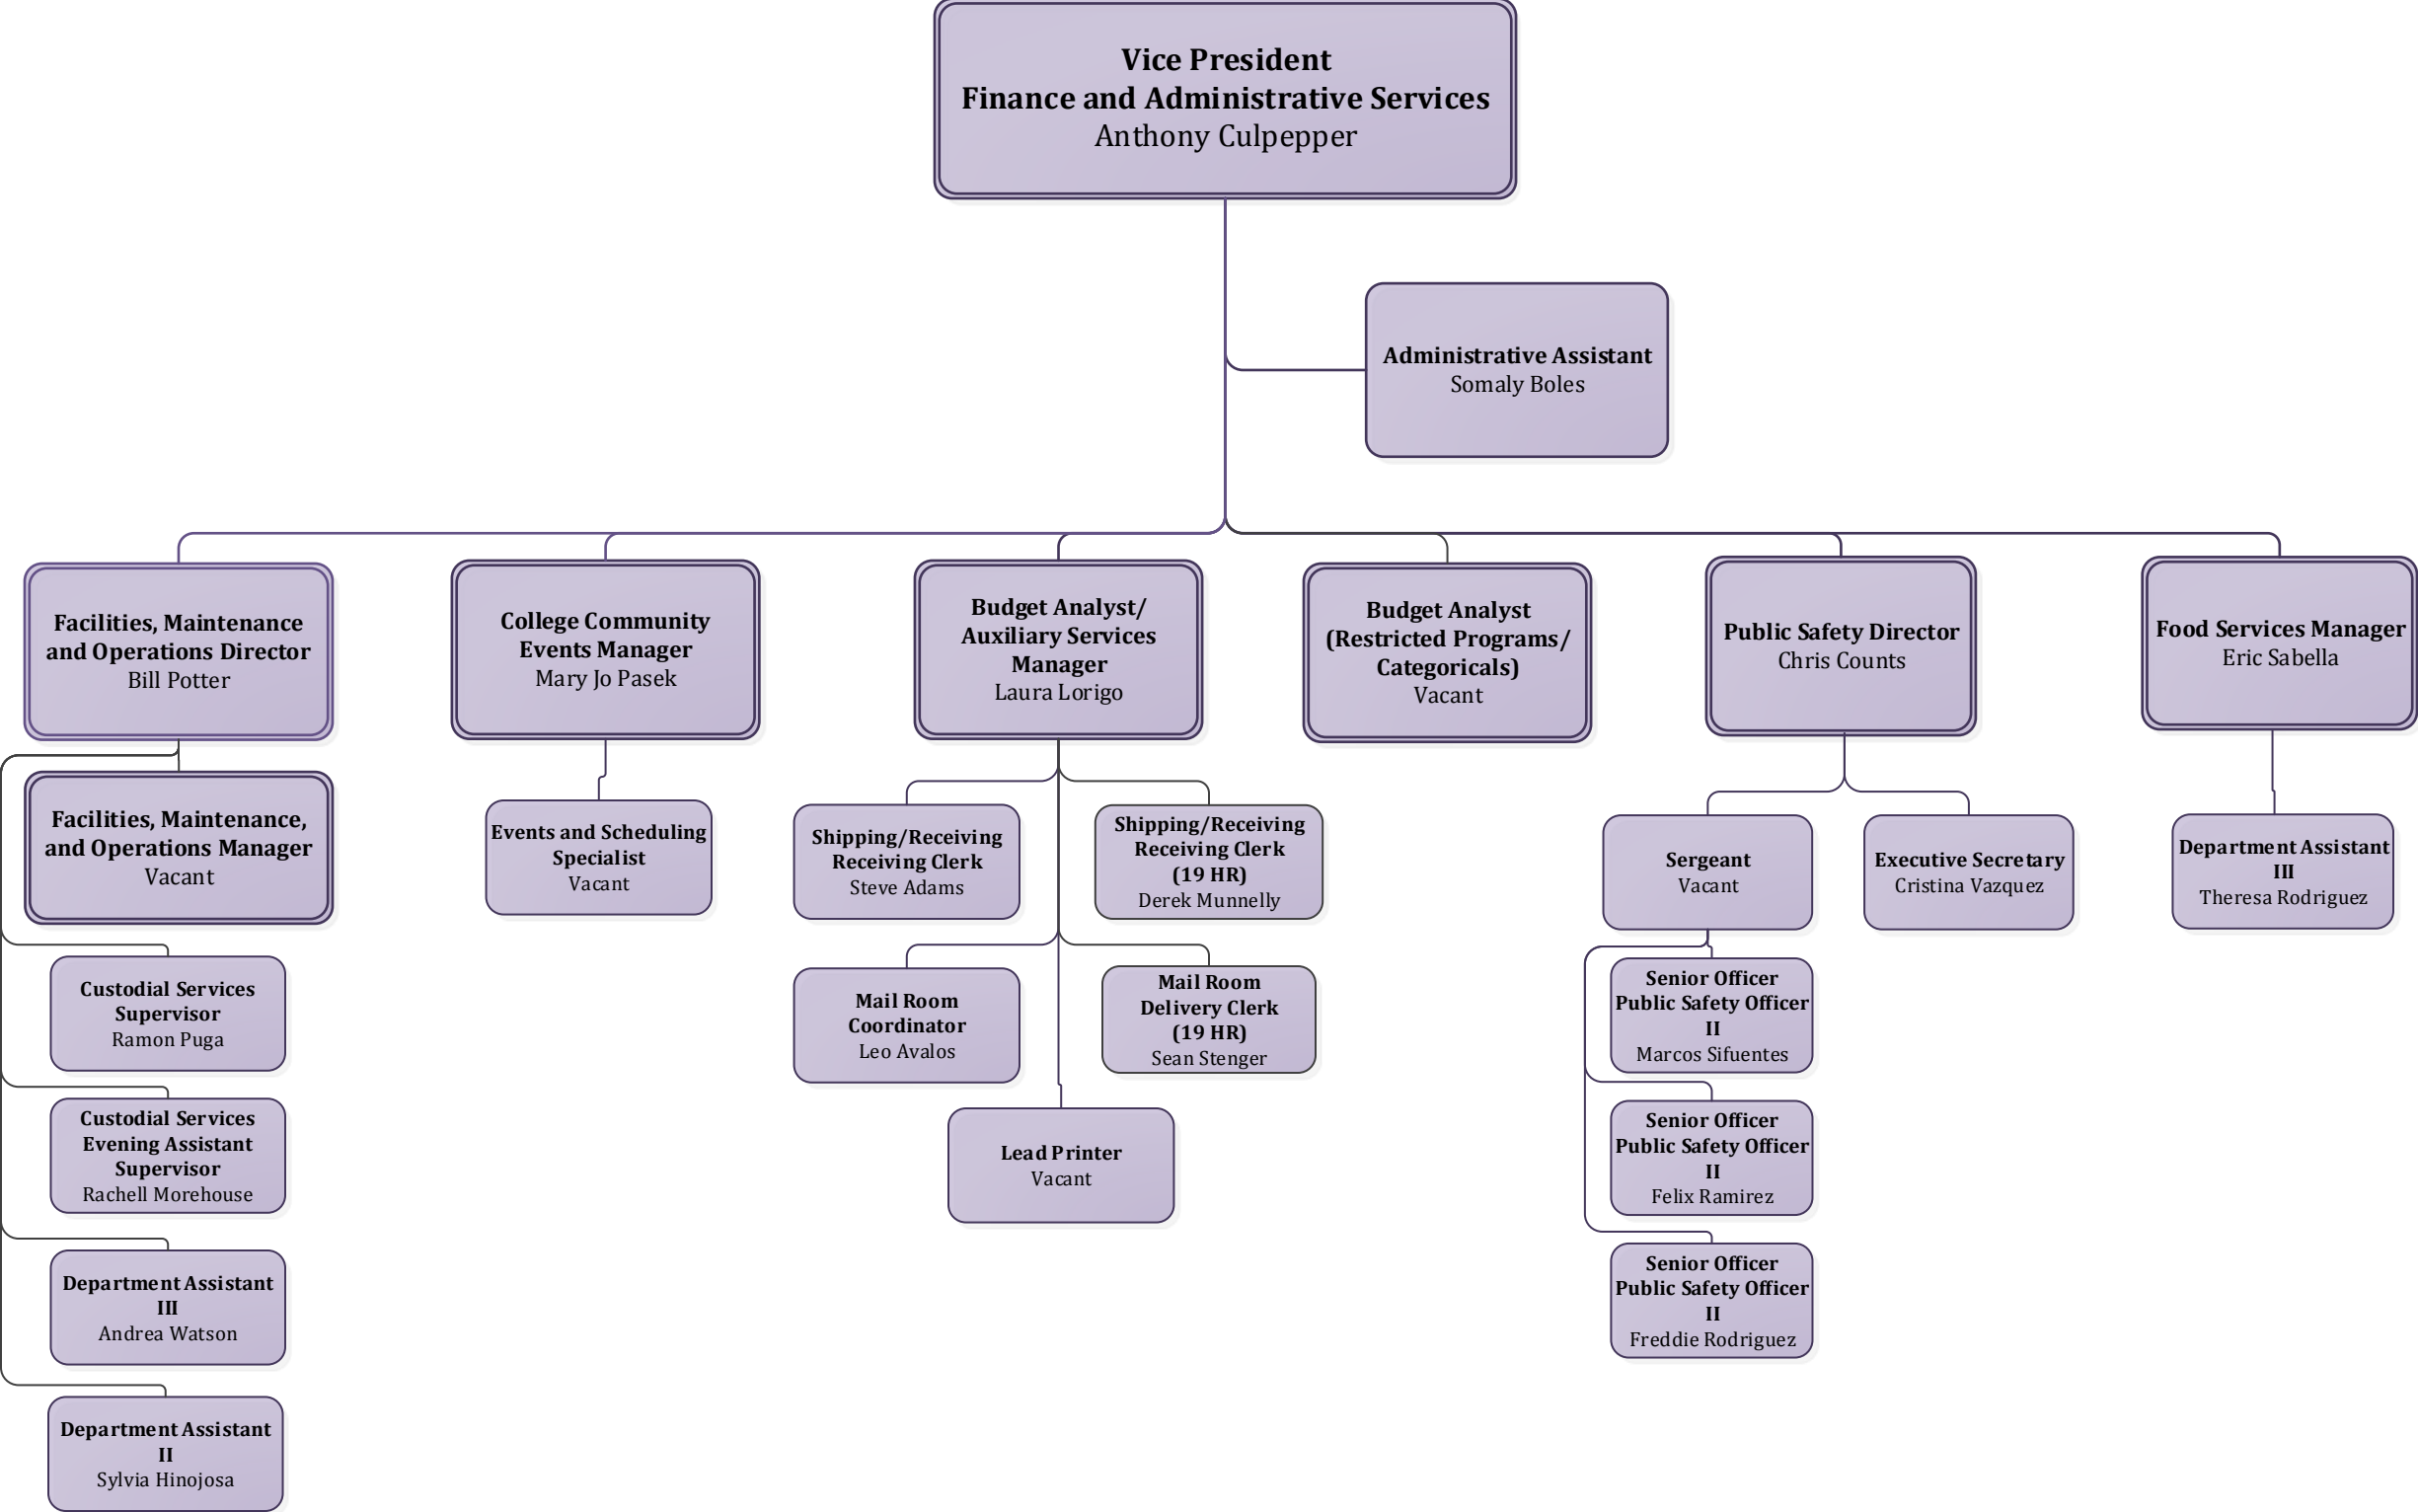 Vice President
Finance and Administrative Services
Anthony Culpepper
Administrative Assistant
Somaly Boles
Facilities, Maintenance
and Operations Director
Bill Potter
College Community
Events Manager
Mary Jo Pasek
Budget Analyst/
Auxiliary Services
Manager
Laura Lorigo
Budget Analyst
(Restricted Programs/
Categoricals)
Vacant
Public Safety Director
Chris Counts
Food Services Manager
Eric Sabella
Facilities, Maintenance,
and Operations Manager
Vacant
Custodial Services
Supervisor
Ramon Puga
Custodial Services
Evening Assistant
Supervisor
Rachell Morehouse
Department Assistant
III
Andrea Watson
Department Assistant
II
Sylvia Hinojosa
Events and Scheduling
Specialist
Vacant
Shipping/Receiving
Receiving Clerk
Steve Adams
Shipping/Receiving
Receiving Clerk
(19 HR)
Derek Munnelly
Mail Room
Coordinator
Leo Avalos
Mail Room
Delivery Clerk
(19 HR)
Sean Stenger
Lead Printer
Vacant
Sergeant
Vacant
Executive Secretary
Cristina Vazquez
Senior Officer
Public Safety Officer
II
Marcos Sifuentes
Senior Officer
Public Safety Officer
II
Felix Ramirez
Senior Officer
Public Safety Officer
II
Freddie Rodriguez
Department Assistant
III
Theresa Rodriguez